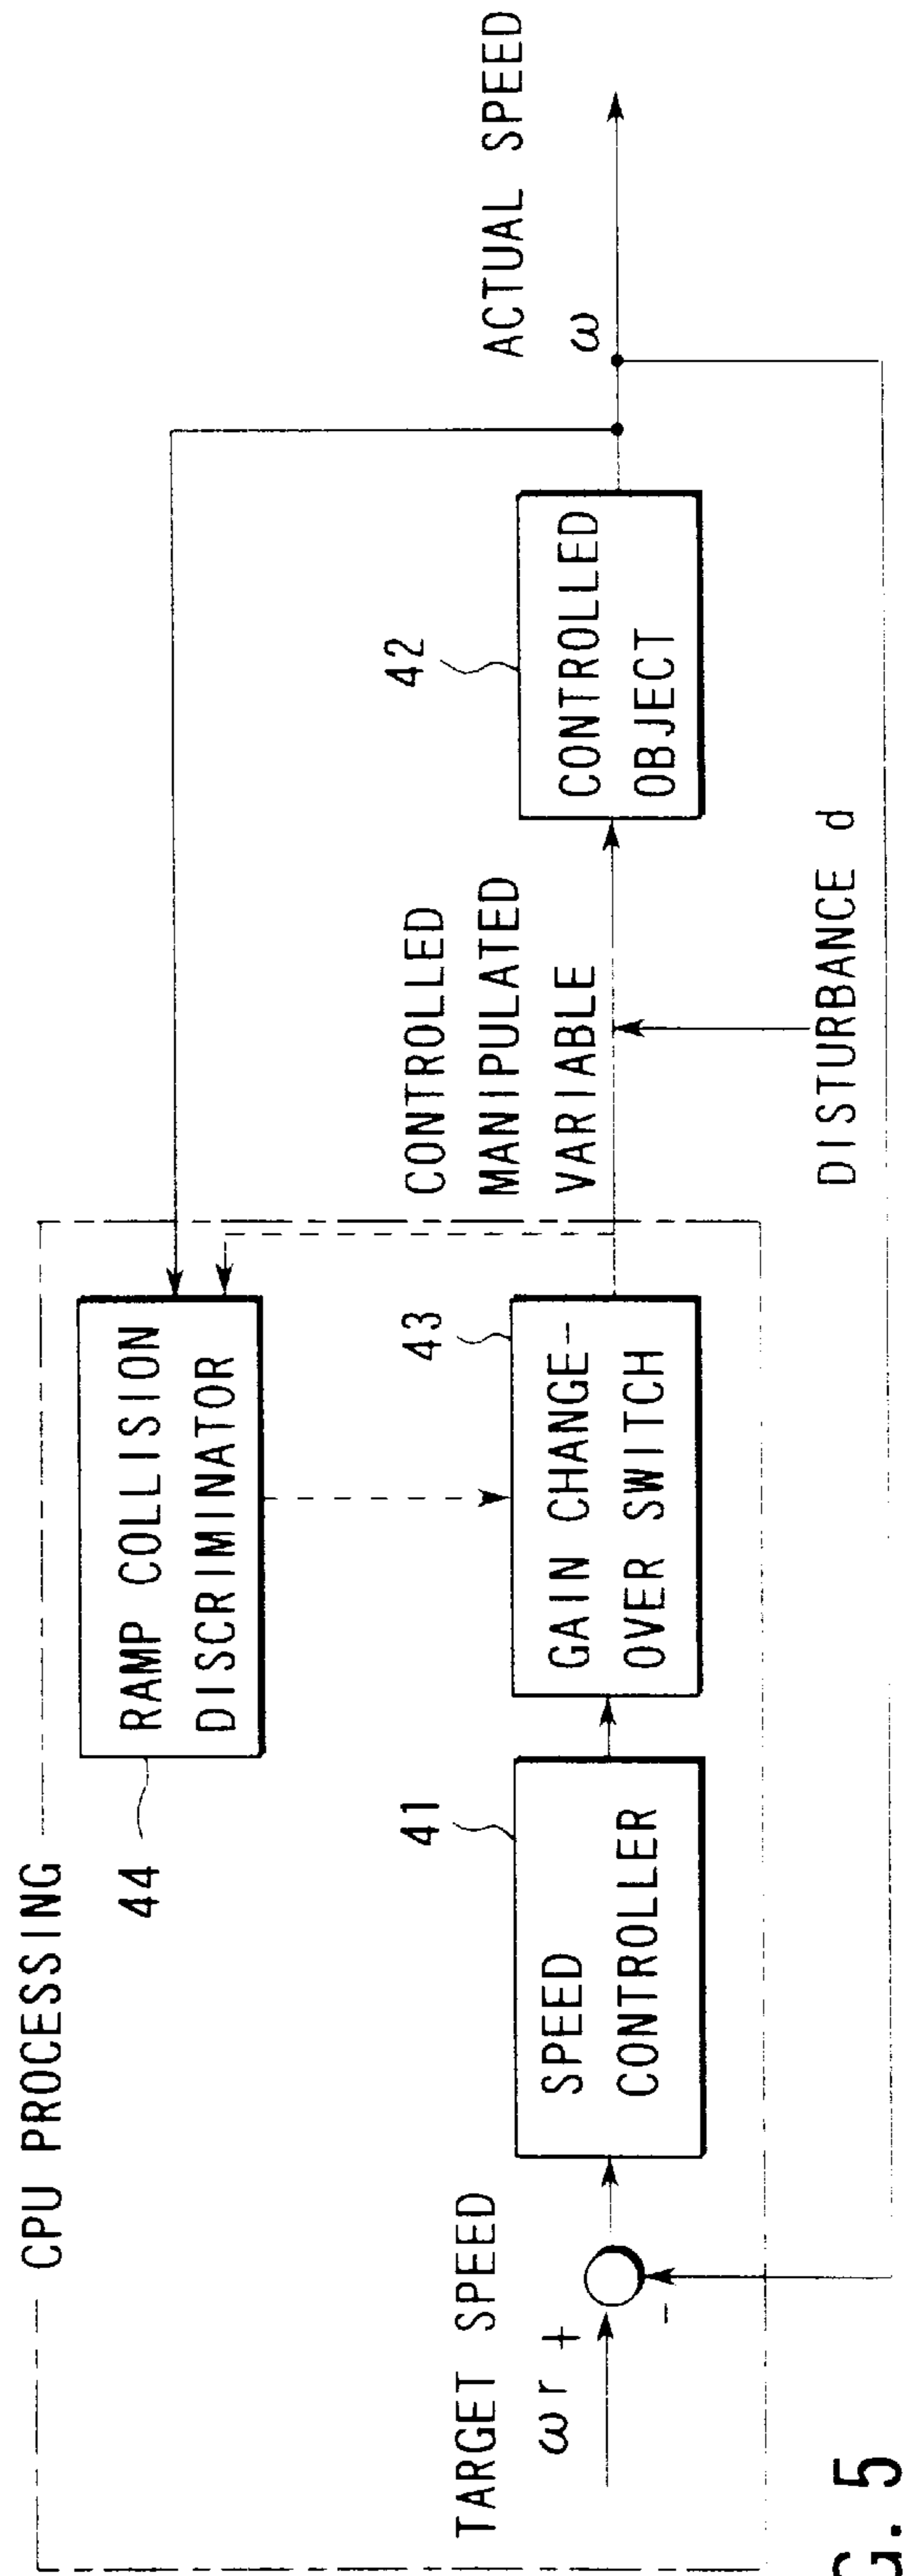 CPU PROCESSING
44
RAMP COLLISION
DISCRIMINATOR
TARGET SPEED
ωr +
-
41
SPEED
CONTROLLER
43
GAIN CHANGE-
OVER SWITCH
CONTROLLED
MANIPULATED
VARIABLE
DISTURBANCE d
42
CONTROLLED
OBJECT
ACTUAL SPEED
ω
G. 5